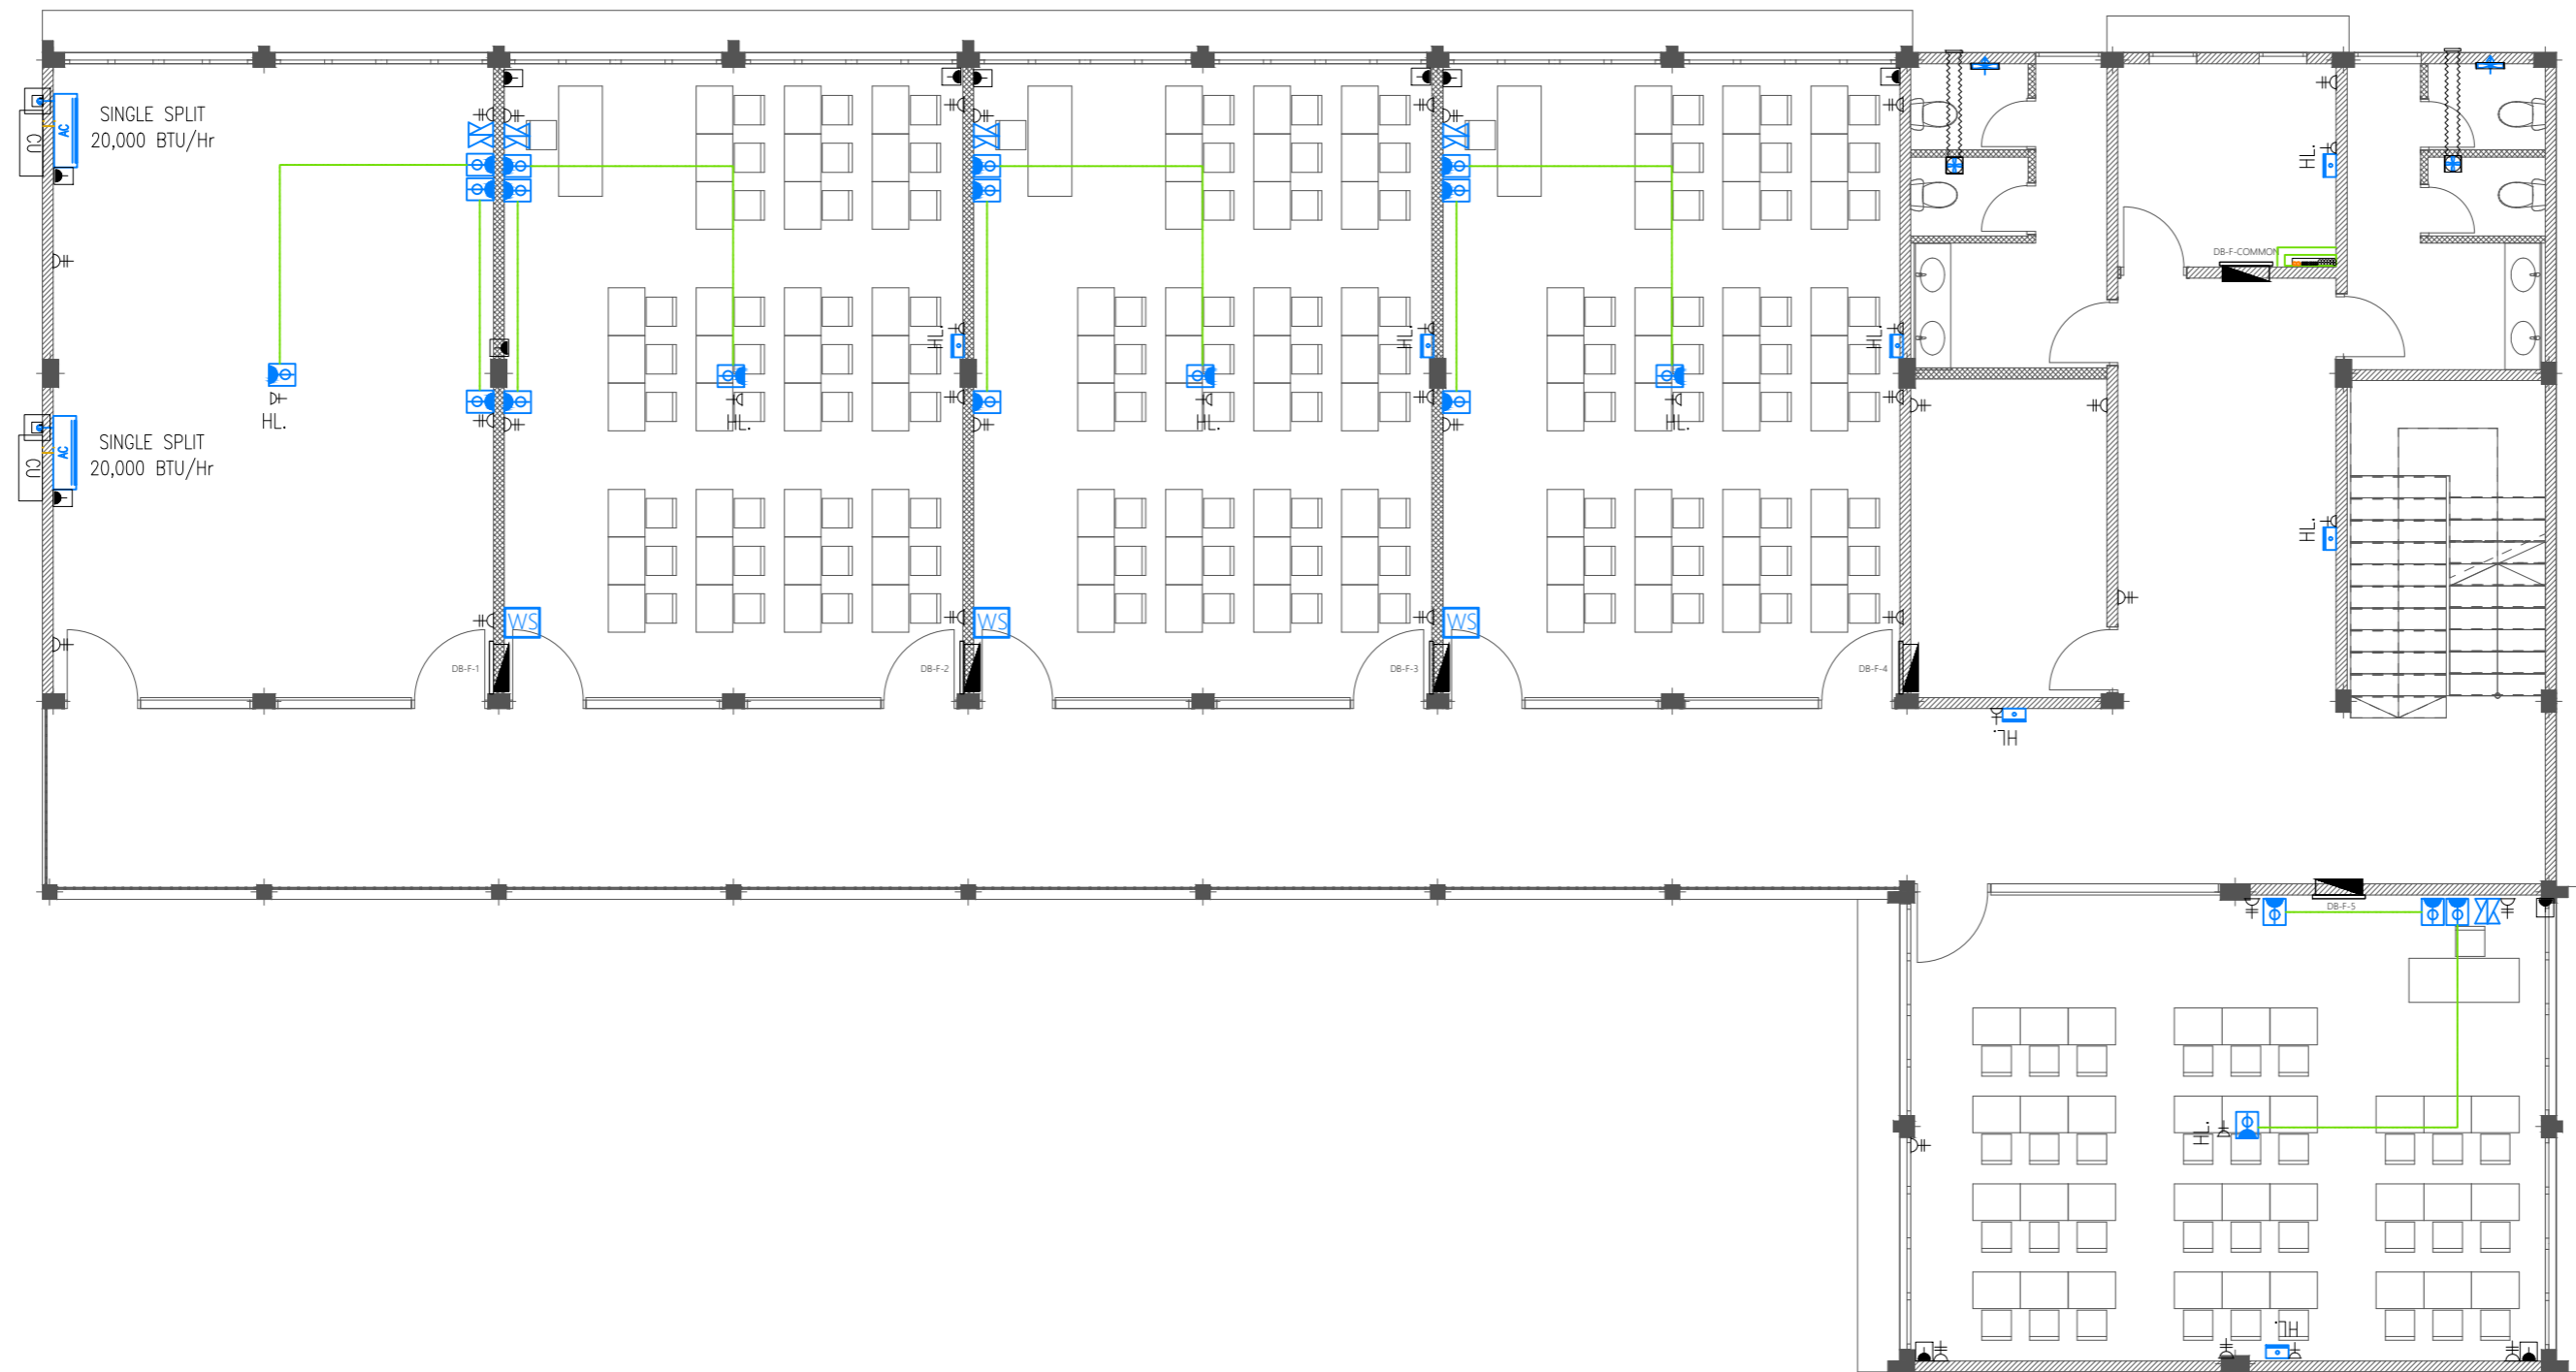 SINGLE SPLIT
20,000 BTU/Hr
AC
CU
HL.
DB-F-COMMON
HL.
HL.
HL.
HL.
HL.
HL.
HL.
HL.
SINGLE SPLIT
20,000 BTU/Hr
AC
CU
HL.
WS
WS
WS
DB-F-1
DB-F-2
DB-F-3
DB-F-4
HL.
DB-F-5
HL.
HL.